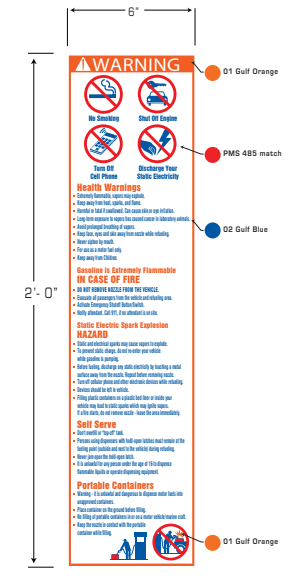 6"
WARNING
01 Gulf Orange
No Smoking
Shut Off Engine
PMS 485 match
Turn Off
Cell Phone
Discharge Your
Static Electricity
Health Warnings
• Extremely flammable, vapors may explode.
• Keep away from heat, sparks, and flame.
• Harmful or fatal if swallowed. Can cause skin or eye irritation.
• Long-term exposure to vapors has caused cancer in laboratory animals.
02 Gulf Blue
• Avoid prolonged breathing of vapors.
• Keep face, eyes and skin away from nozzle while refueling.
• Never siphon by mouth.
• For use as a motor fuel only.
• Keep away from Children.
Gasoline is Extremely Flammable
IN CASE OF FIRE
• DO NOT REMOVE NOZZLE FROM THE VEHICLE.
2'- 0"
• Evacuate all passengers from the vehicle and refueling area.
• Activate Emergency Shutoff Button/Switch.
• Notify attendant. Call 911, if no attendant is on site.
Static Electric Spark Explosion
HAZARD
• Static and electrical sparks may cause vapors to explode.
• To prevent static charge, do not re-enter your vehicle
while gasoline is pumping.
• Before fueling, discharge any static electricity by touching a metal
surface away from the nozzle. Repeat before removing nozzle.
• Turn off cellular phone and other electronic devices while refueling.
• Devices should be left in vehicle.
• Filling plastic containers on a plastic bed liner or inside your
vehicle may lead to static sparks which may ignite vapors.
If a fire starts, do not remove nozzle - leave the area immediately.
Self Serve
• Don't overfill or "top off" tank.
• Persons using dispensers with hold-open latches must remain at the
fueling point (outside and next to the vehicle) during refueling.
• Never jam open the hold-open latch.
• It is unlawful for any person under the age of 16 to dispense
flammable liquids or operate dispensing equipment.
Portable Containers
• Warning - it is unlawful and dangerous to dispense motor fuels into
unapproved containers.
• Place container on the ground before filling.
• No filling of portable containers in or on a motor vehicle/marine craft.
• Keep the nozzle in contact with the portable
container while filling.
01 Gulf Orange